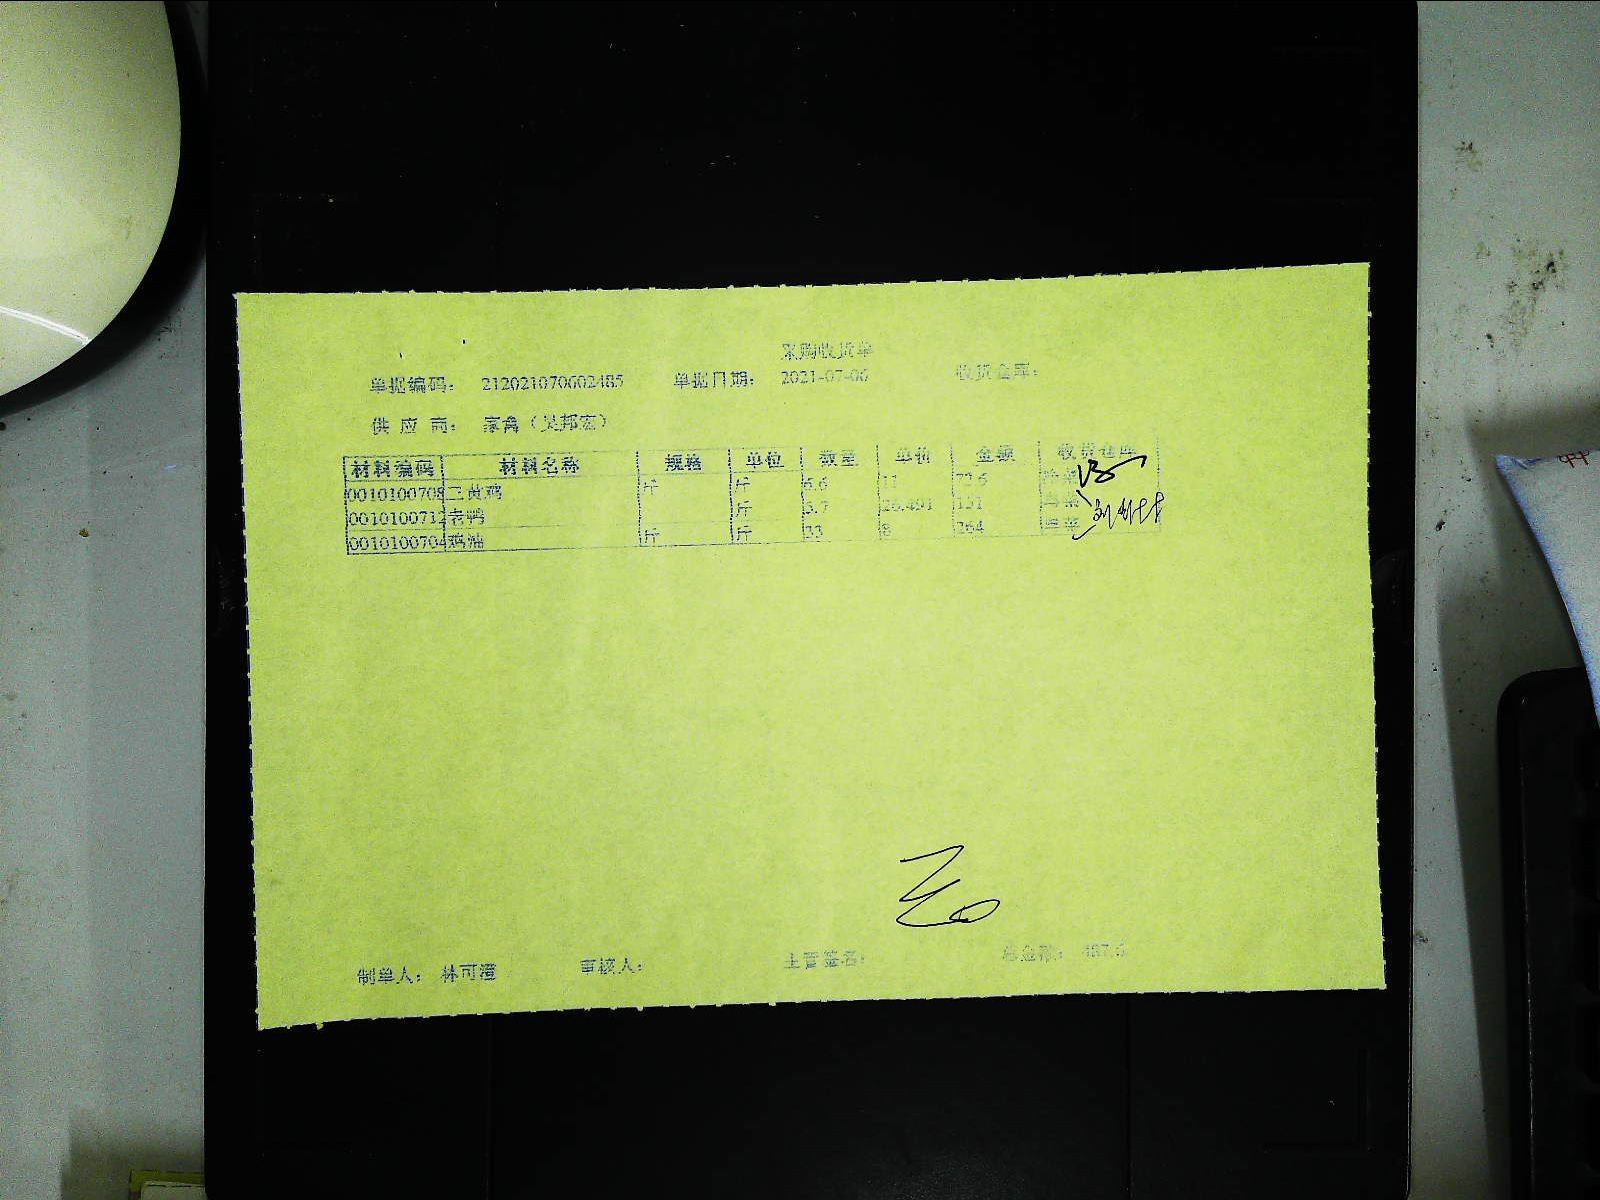 采购收货单
单据编码： 212021070602485 单据日期： 2021-07-06 收货仓库：
供 应 商： 家禽（吴邦宏）
材料编码 材料名称 规格 单位 数量 单价 金额 收货仓库
0010100708 三黄鸡 斤 斤 6.6 11 72.6
0010100712 老鸭 斤 5.7 26.491 151
0010100704 鸡油 斤 斤 33 8 264
制单人： 林可澄 审核人： 主管签名： 总金额： 487.6